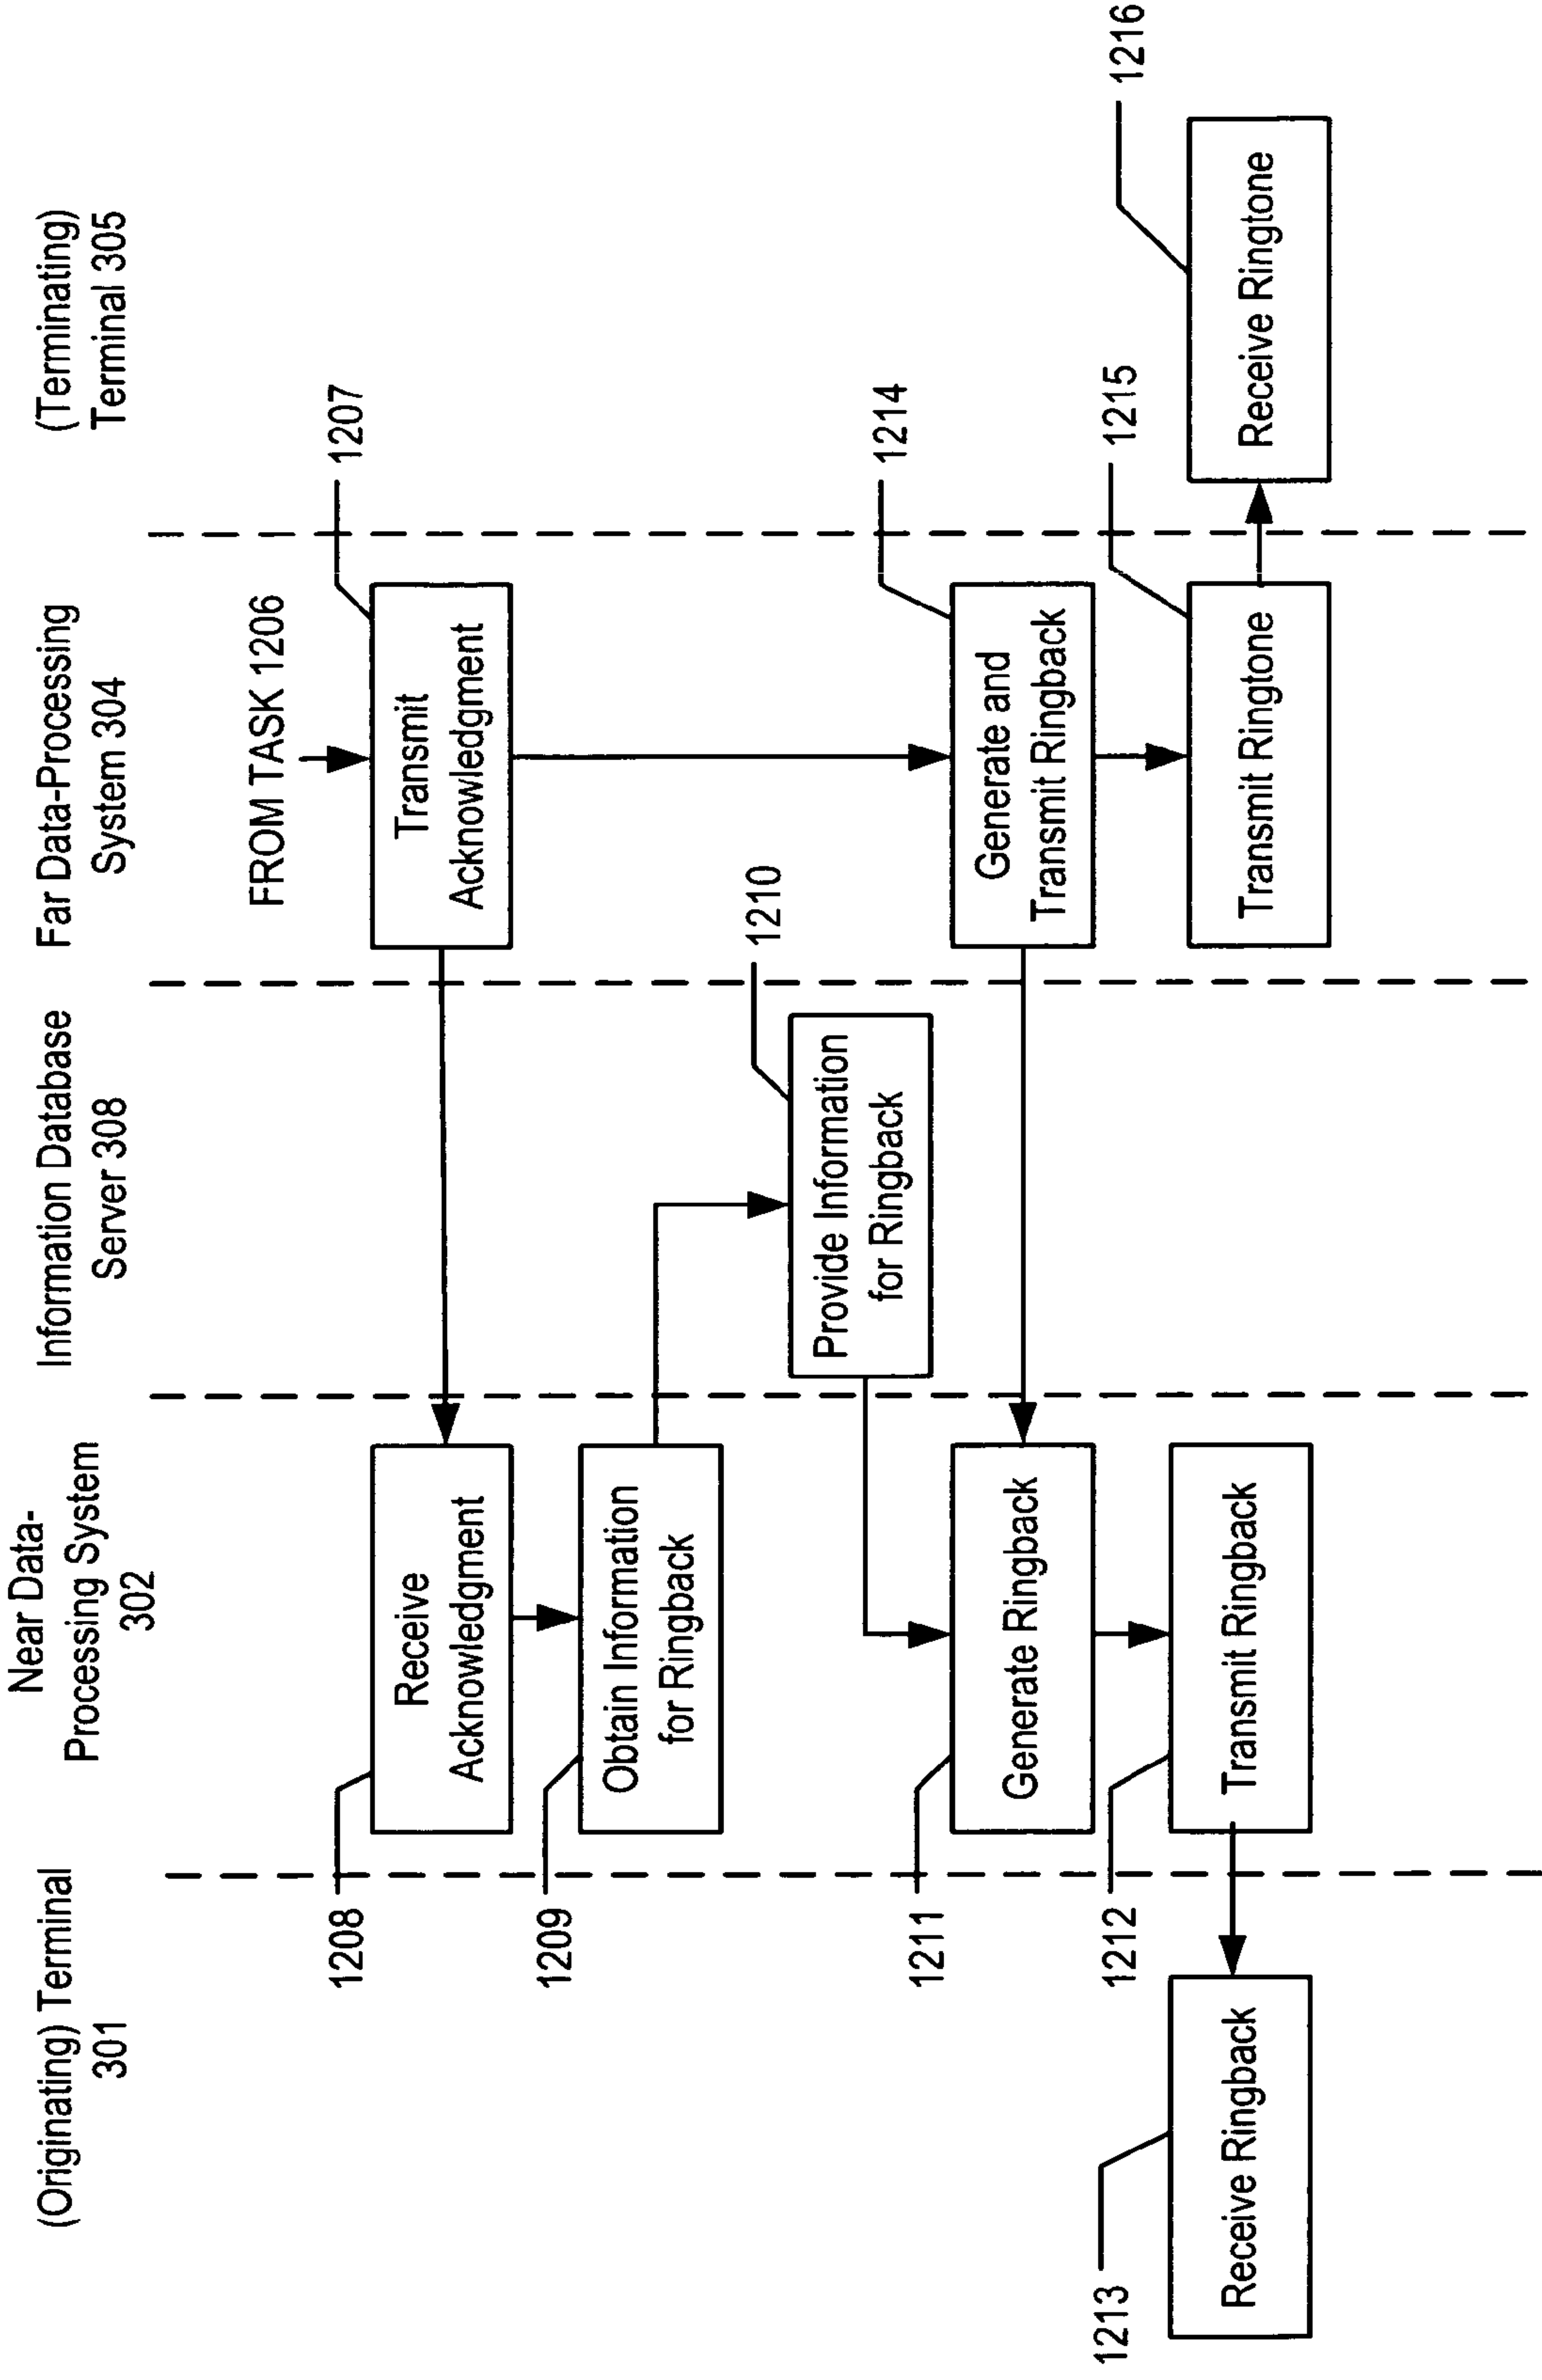 (Originating) Terminal
301
Near Data-
Processing System
302
Information Database
Server 308
Far Data-Processing
System 304
(Terminating)
Terminal 305
FROM TASK 1206
1208
Receive
Acknowledgment
Transmit
Acknowledgment
1207
1209
Obtain Information
for Ringback
Provide Information
for Ringback
1210
1211
Generate Ringback
Generate and
Transmit Ringback
1214
1213
Receive Ringback
1212
Transmit Ringback
Transmit Ringtone
1215
Receive Ringtone
1216